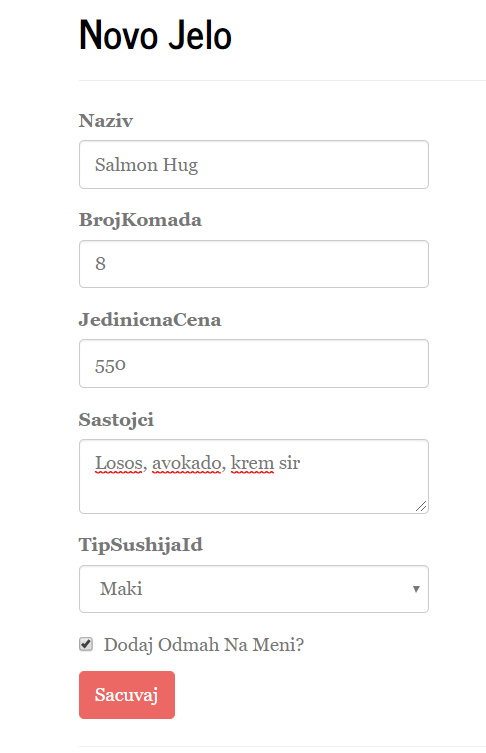 Novo Jelo
Naziv
Salmon Hug
BrojKomada
8
JedinicnaCena
550
Sastojci
Losos, avokado, krem sir
TipSushijaId
Maki
Dodaj Odmah Na Meni?
Sacuvaj